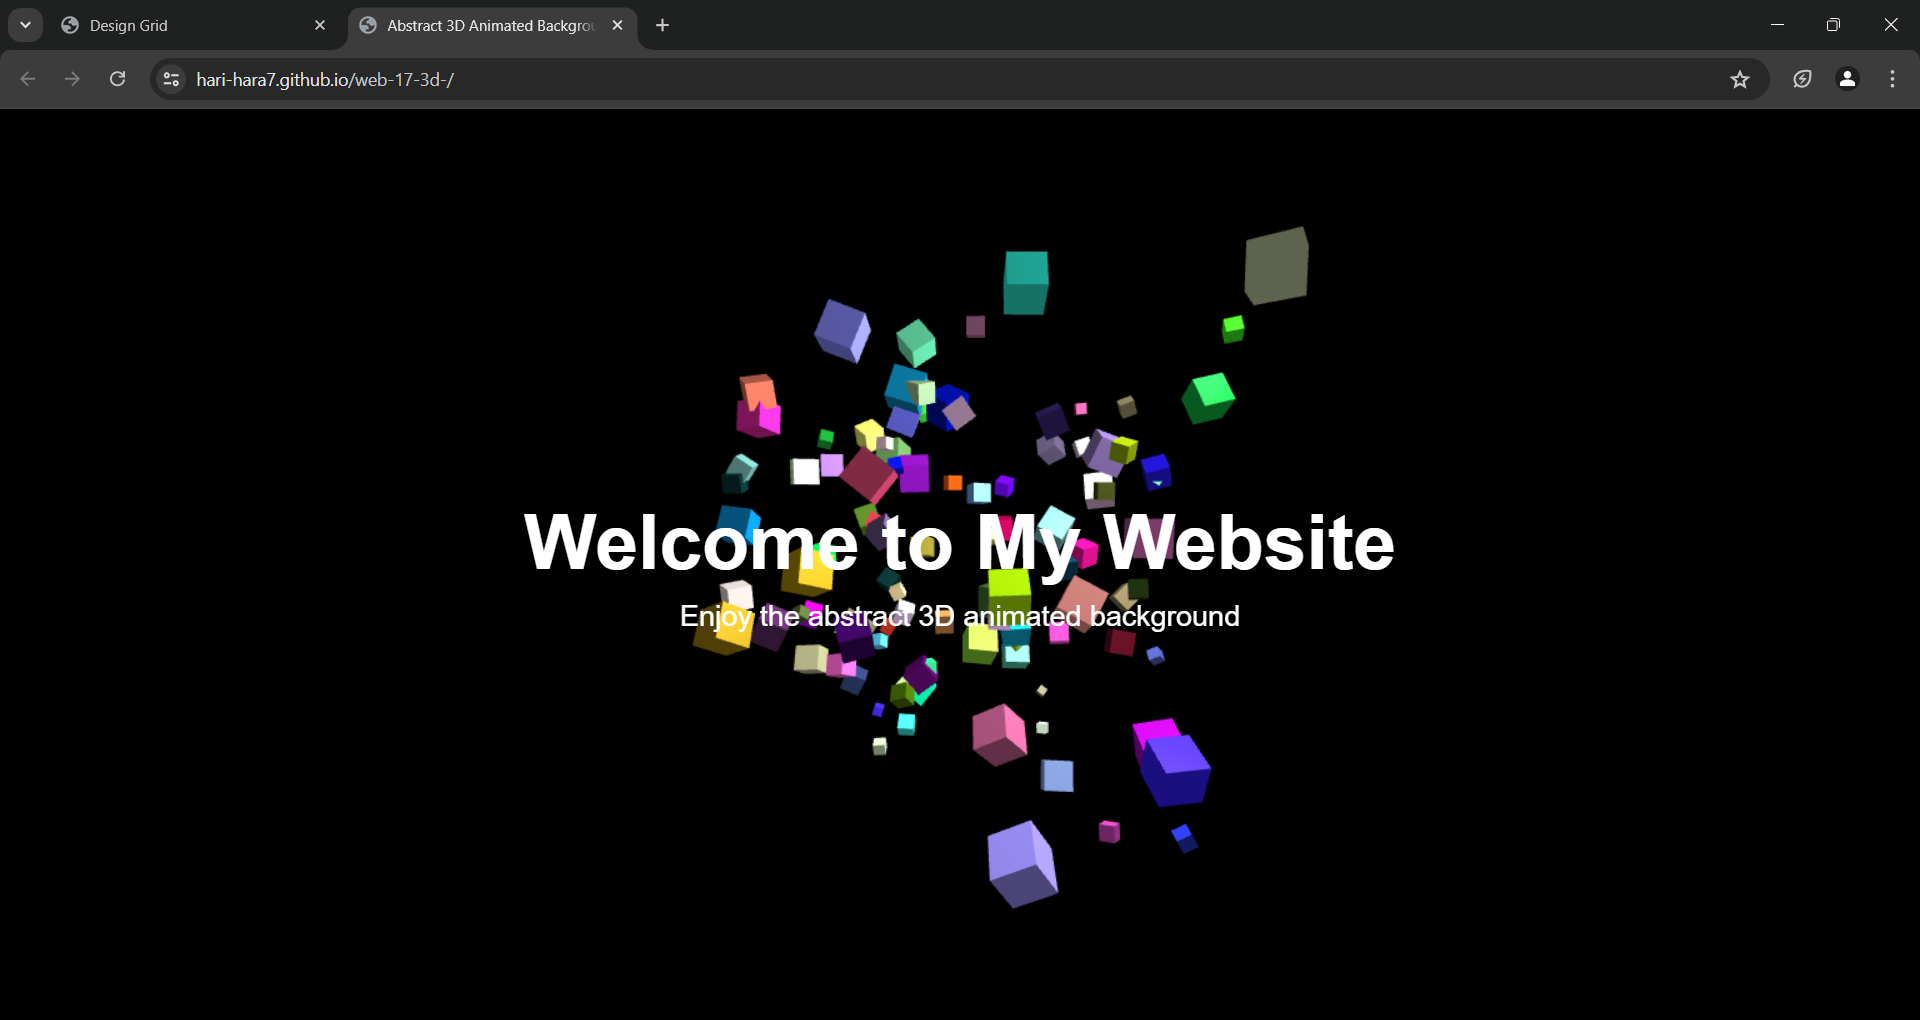 Design Grid
Abstract 3D Animated Backgrou
hari-hara7.github.io/web-17-3d-/
Welcome to My Website
Enjoy the abstract 3D animated background